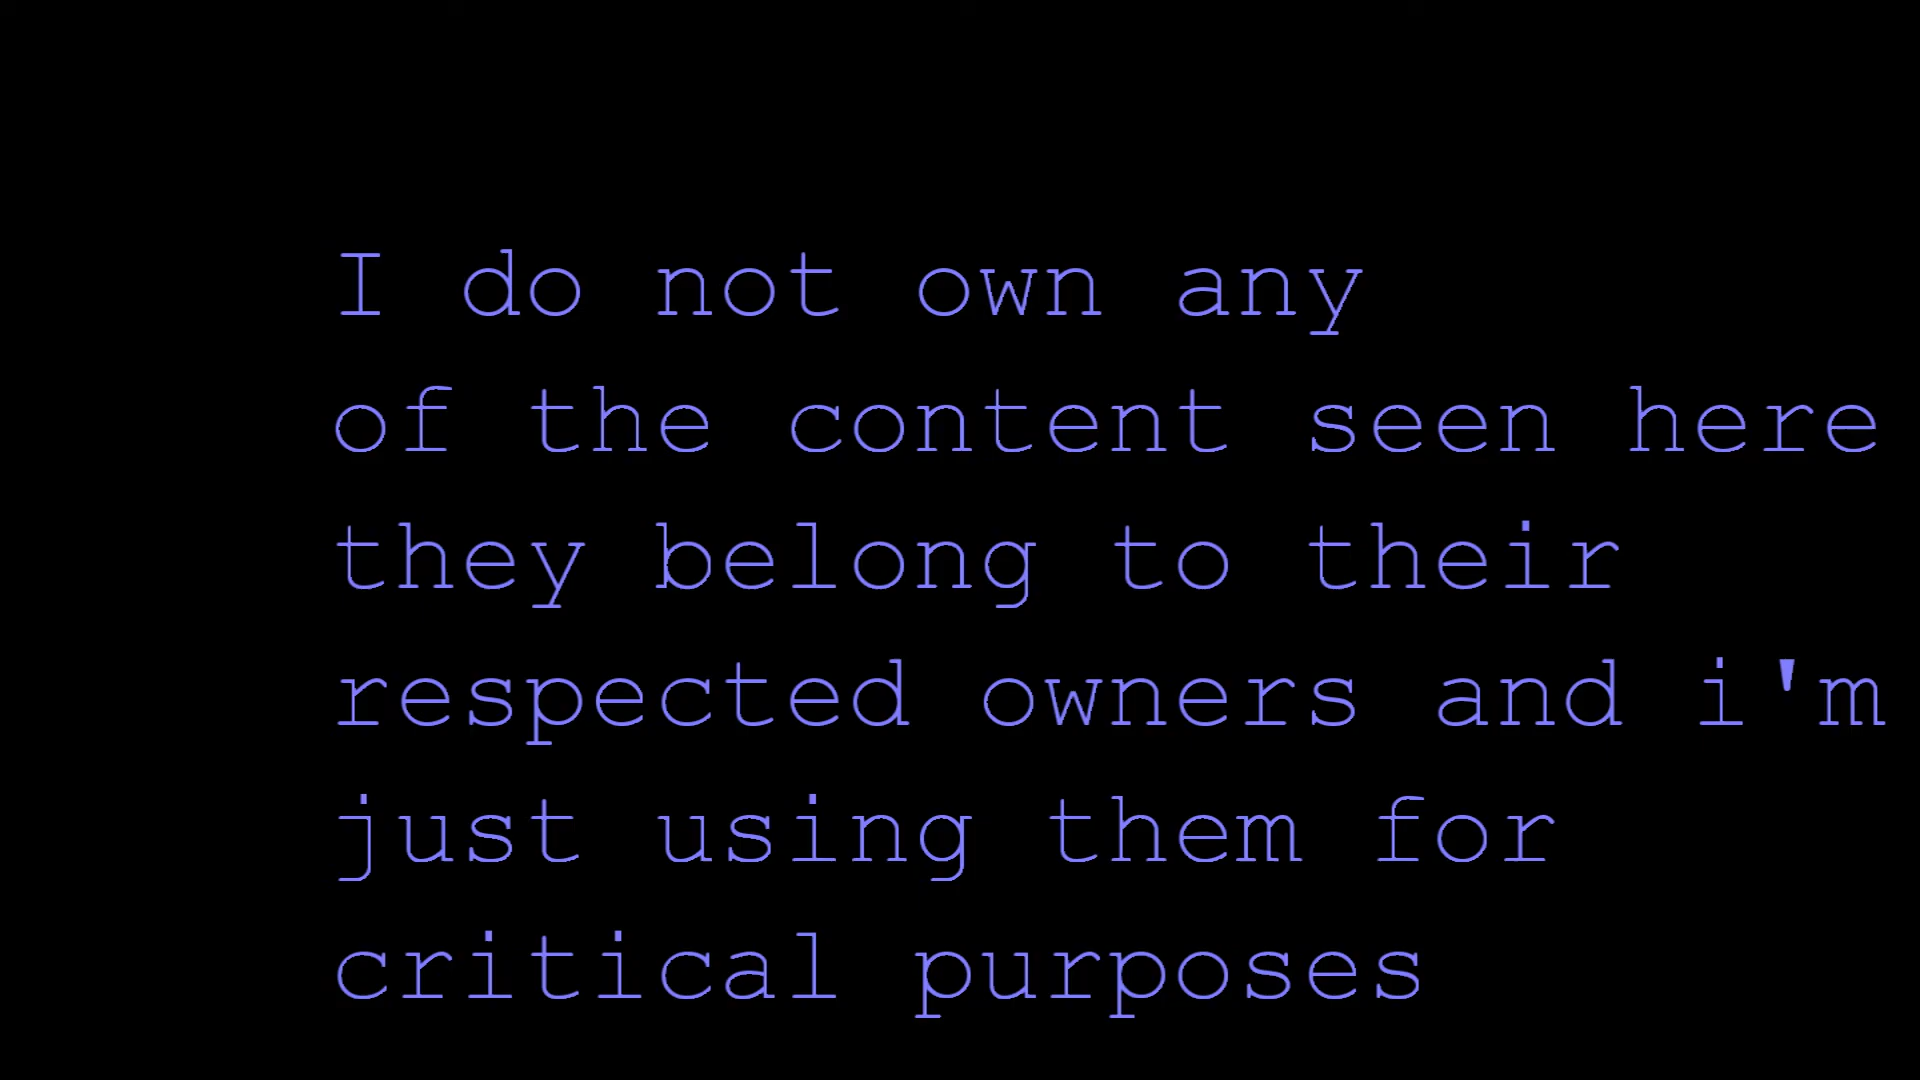 I do not own any
of the content seen here
they belong to their
respected owners and i'm
just using them for
critical purposes